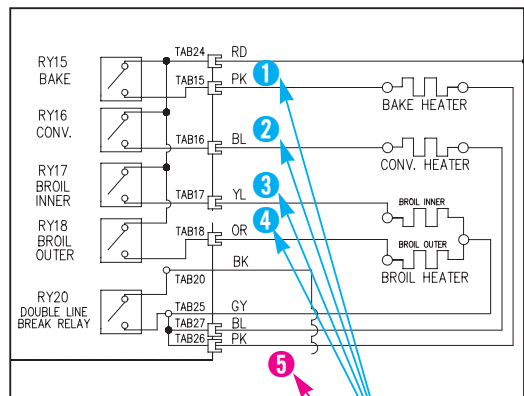 TAB24 RD
RY15
BAKE
TAB15 PK
1
BAKE HEATER
RY16
CONV.
TAB16 BL
2
CONV. HEATER
RY17
BROIL
INNER
TAB17 YL
3
BROIL INNER
RY18
BROIL
OUTER
TAB18 OR
4
BROIL OUTER
BROIL HEATER
BK
TAB20
RY20
DOUBLE LINE
BREAK RELAY
TAB25 GY
TAB27 BL
TAB26 PK
5